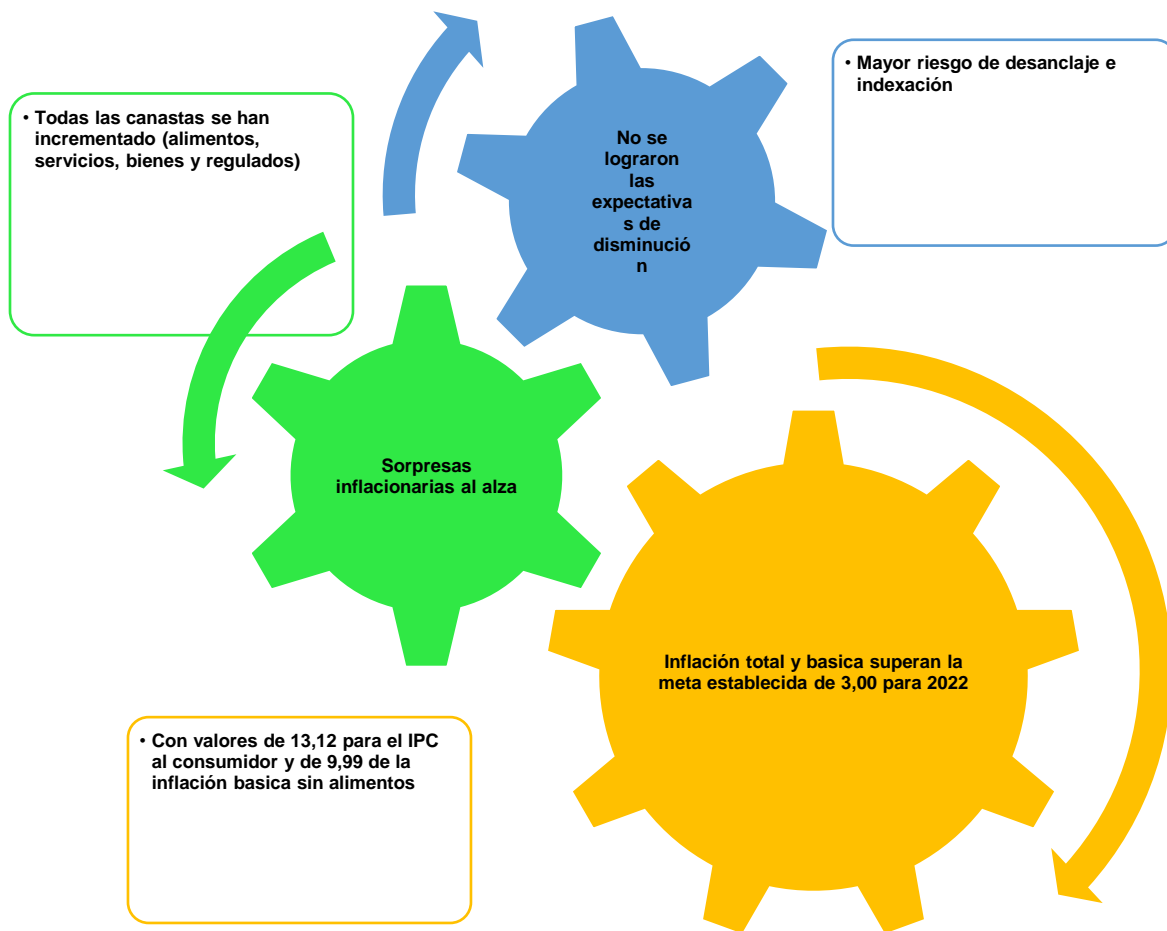 • Mayor riesgo de desanclaje e
indexación
• Todas las canastas se han
incrementado (alimentos,
servicios, bienes y regulados)
No se
lograron
las
expectativa
s de
disminució
n
Sorpresas
inflacionarias al alza
Inflación total y basica superan la
meta establecida de 3,00 para 2022
• Con valores de 13,12 para el IPC
al consumidor y de 9,99 de la
inflación basica sin alimentos